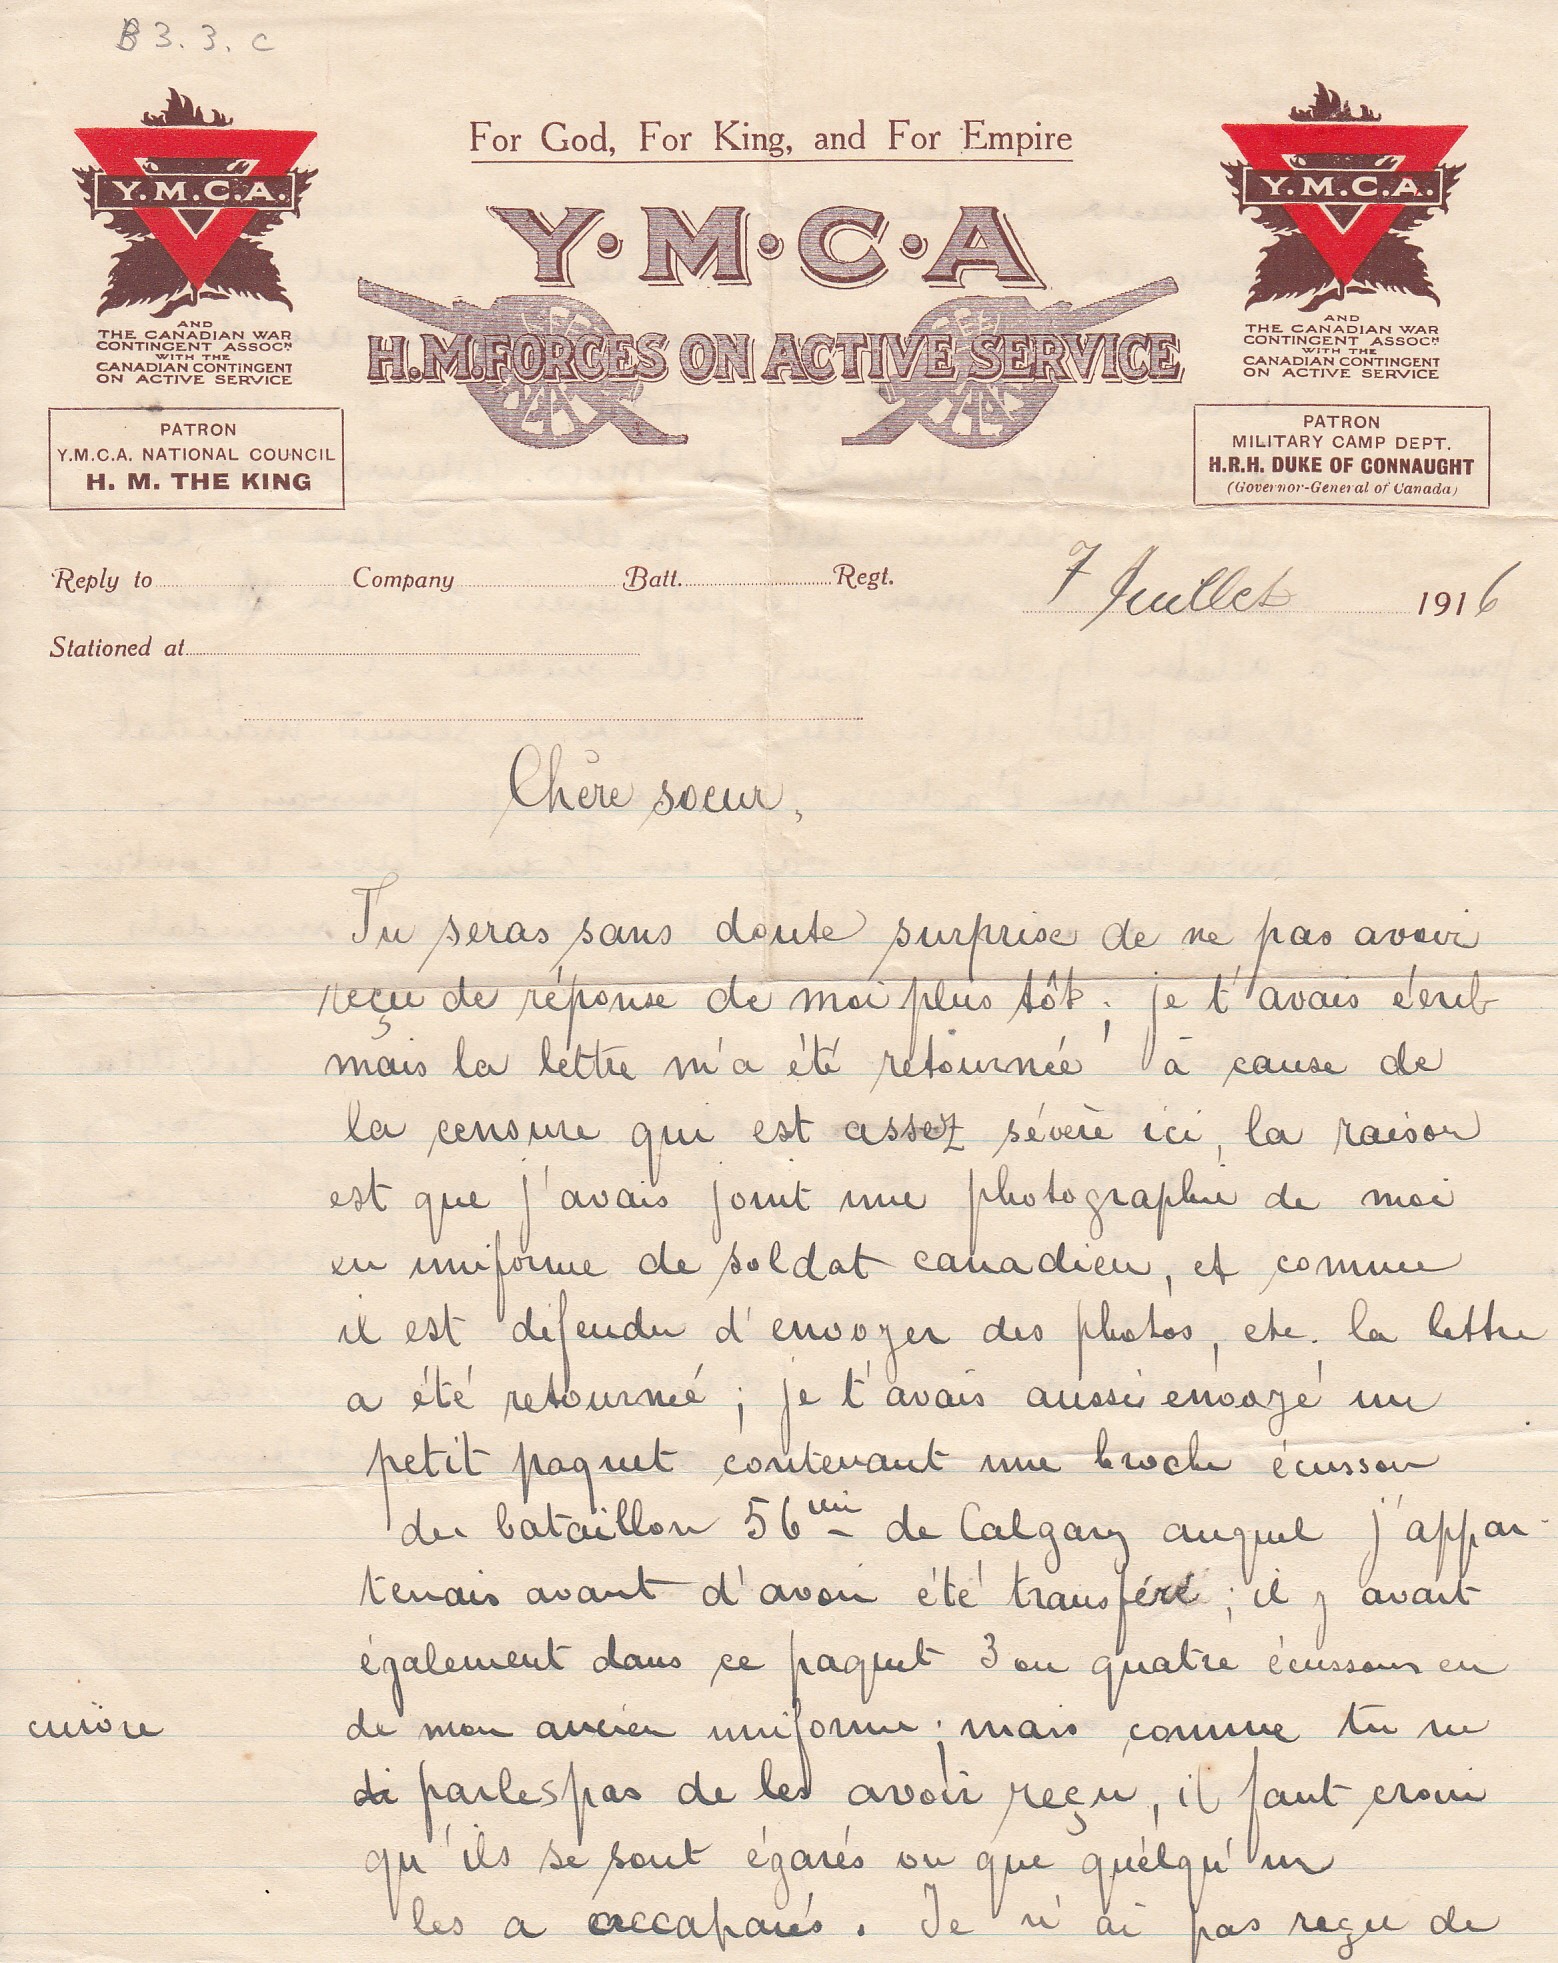 B 3. 3. c
For God, For King, and For Empire
Y·M·C·A
H.M. FORCES ON ACTIVE SERVICE
Y.M.C.A.
AND
THE CANADIAN WAR
CONTINGENT ASSOCN
WITH THE
CANADIAN CONTINGENT
ON ACTIVE SERVICE
PATRON
Y.M.C.A. NATIONAL COUNCIL
H. M. THE KING
Y.M.C.A.
AND
THE CANADIAN WAR
CONTINGENT ASSOCN
WITH THE
CANADIAN CONTINGENT
ON ACTIVE SERVICE
PATRON
MILITARY CAMP DEPT.
H.R.H. DUKE OF CONNAUGHT
(Governor-General of Canada)
Reply to Company Batt. Regt. 7 Juillet 1916
Stationed at
Chère soeur,
Tu seras sans doute surprise de ne pas avoir
reçu de réponse de moi plus tôt ; je t'avais écrit
mais la lettre m'a été retournée à cause de
la censure qui est assez sévère ici, la raison
est que j'avais joint une photographie de moi
en uniforme de soldat canadien, et comme
il est défendu d'envoyer des photos, etc. la lettre
a été retournée ; je t'avais aussi envoyé un
petit paquet contenant une broche écusson
du bataillon 56me de Calgary auquel j'appar-
tenais avant d'avoir été transféré ; il y avait
également dans ce paquet 3 ou quatre écussons en
cuivre de mon ancien uniforme ; mais comme tu ne
parles pas de les avoir reçu, il faut croire
qu'ils se sont égarés ou que quélqu'un
les a accaparés. Je n'ai pas reçu de